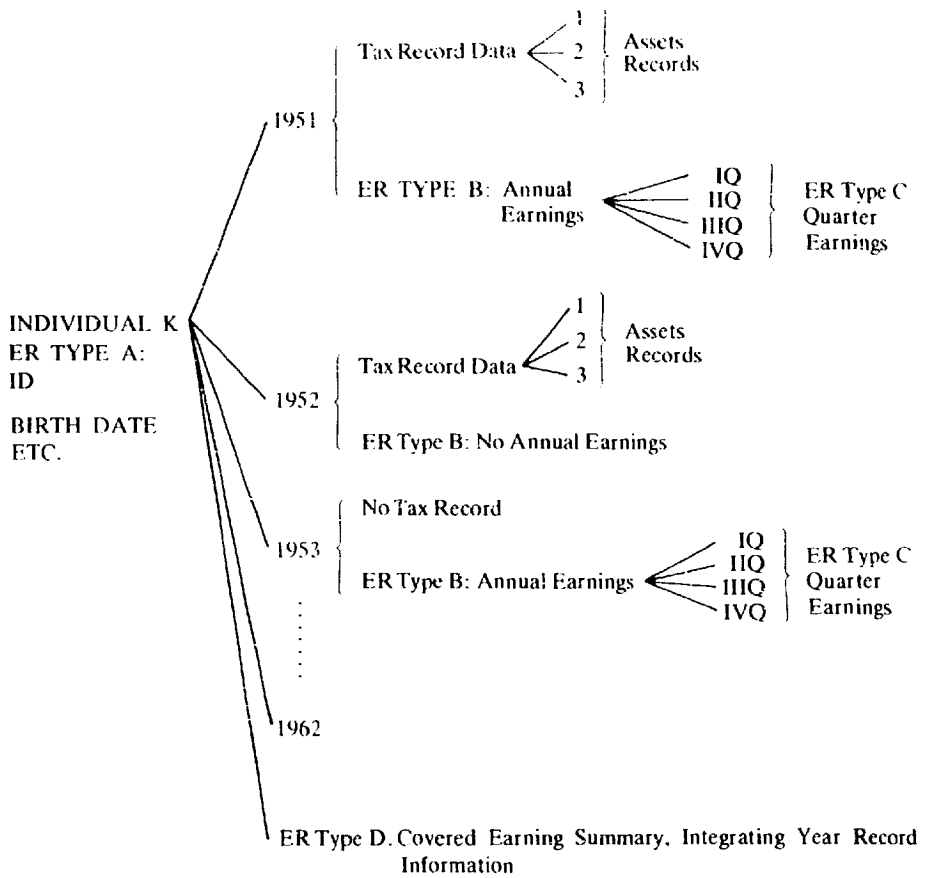 1
Tax Record Data 2 Assets
Records
3
1951
ER TYPE B: Annual
Earnings
IQ
IIQ
IIIQ
IVQ
ER Type C
Quarter
Earnings
INDIVIDUAL K
ER TYPE A:
ID
BIRTH DATE
ETC.
1952
Tax Record Data
1
2
3
Assets
Records
ER Type B: No Annual Earnings
1953
No Tax Record
ER Type B: Annual Earnings
IQ
IIQ
IIIQ
IVQ
ER Type C
Quarter
Earnings
1962
ER Type D. Covered Earning Summary, Integrating Year Record
Information